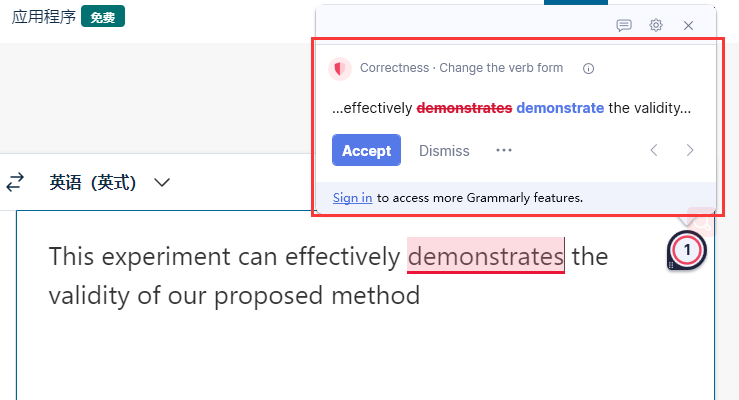 应用程序 免费
Correctness · Change the verb form
...effectively demonstrates demonstrate the validity...
Accept Dismiss ...
Sign in to access more Grammarly features.
英语（英式）
1
This experiment can effectively demonstrates the
validity of our proposed method